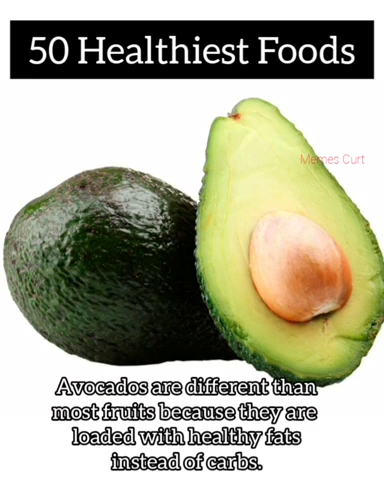 50 Healthiest Foods
Memes Curt
Avocados are different than
most fruits because they are
loaded with healthy fats
instead of carbs.